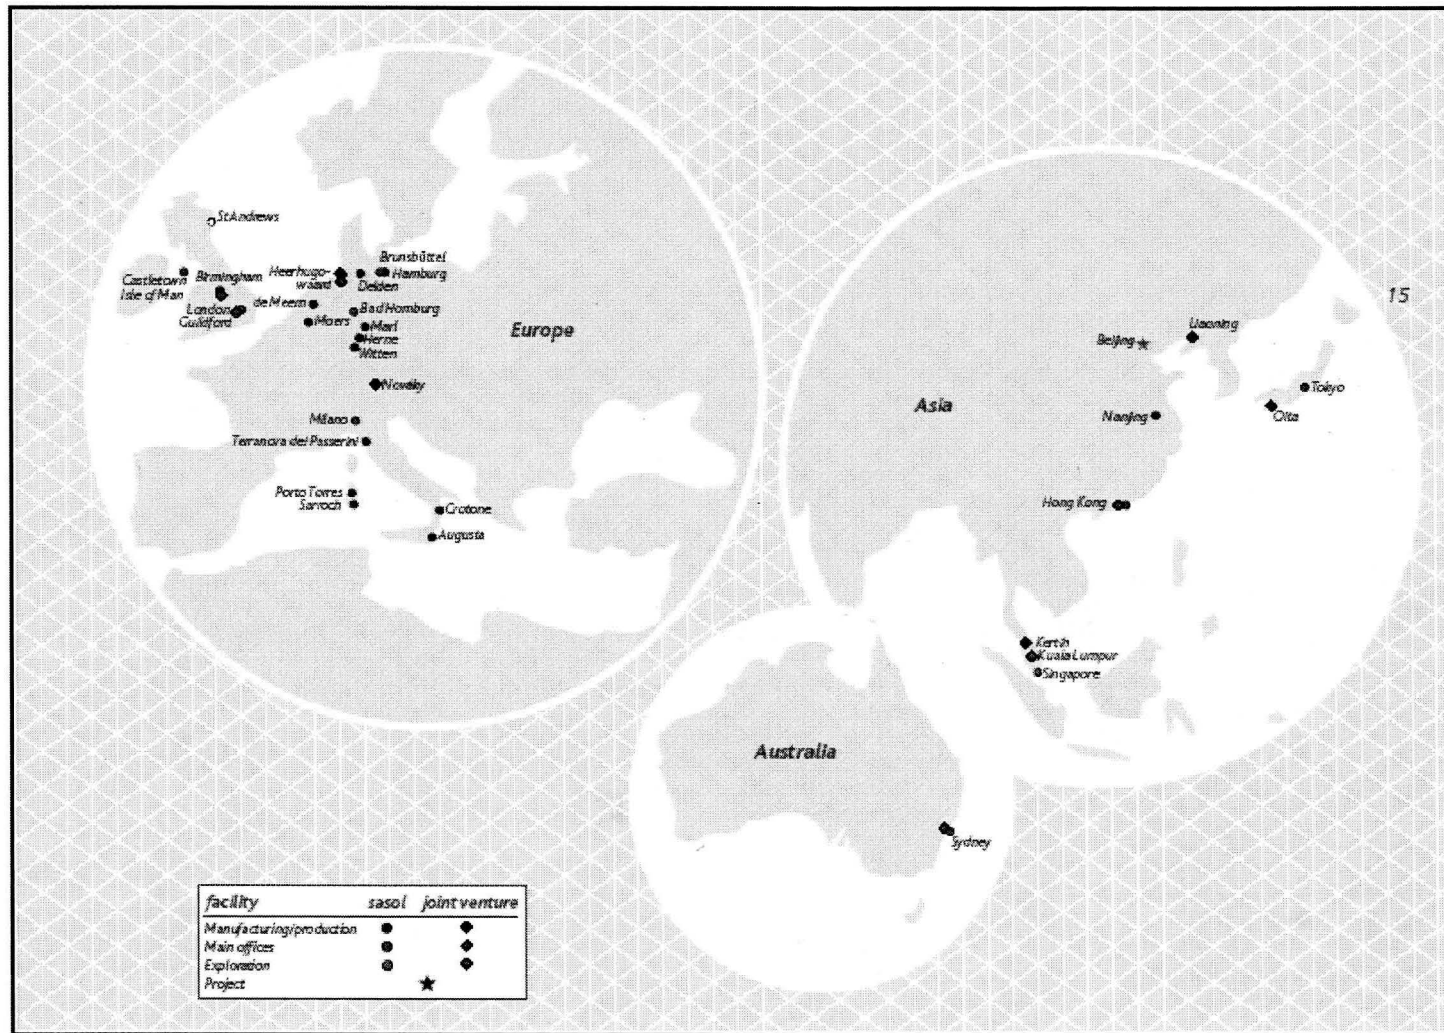 St Andrews
Castletown
Isle of Man
Birmingham
London
Guildford
Heerhugo-
waard
Brunsbüttel
Hamburg
Delden
de Meern
Moers
Bad Homburg
Marl
Herne
Witten
Europe
Nováky
Milano
Terranova dei Passerini
Porto Torres
Sarroch
Crotone
Augusta
15
Liaoning
Beijing
Asia
Tokyo
Nanjing
Oita
Hong Kong
Kertih
Kuala Lumpur
Singapore
Australia
Sydney
facility sasol joint venture
Manufacturing/production
Main offices
Exploration
Project